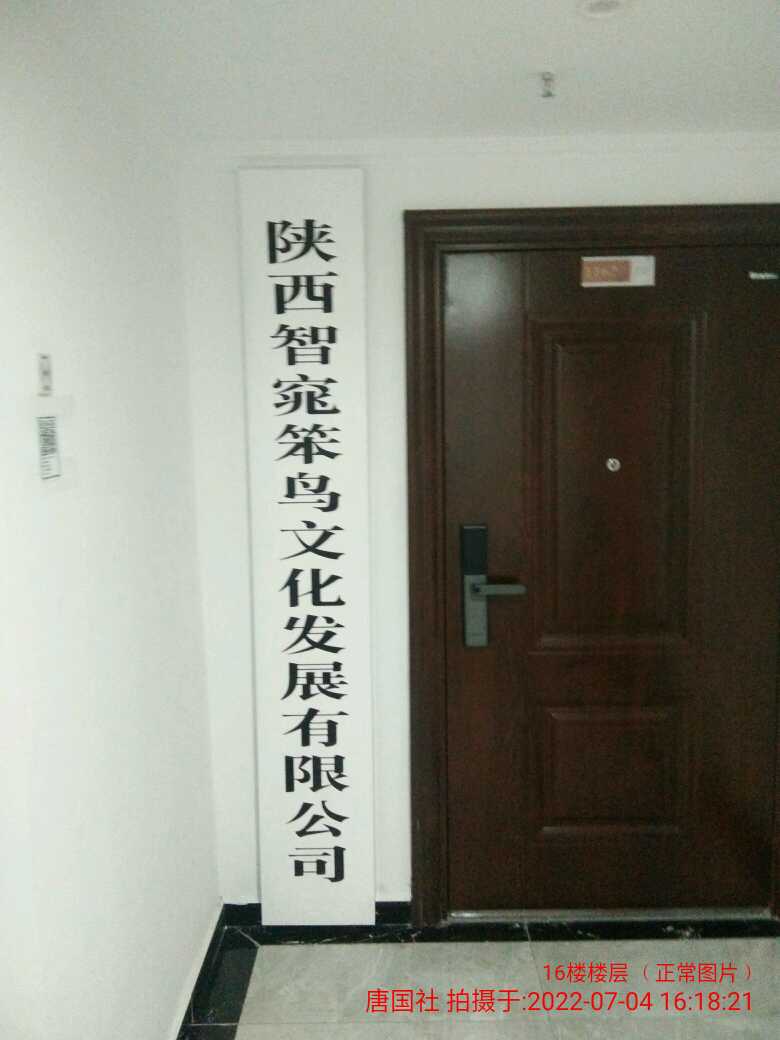 陕西智窕笨鸟文化发展有限公司
16楼楼层（正常图片）
唐国社 拍摄于:2022-07-04 16:18:21